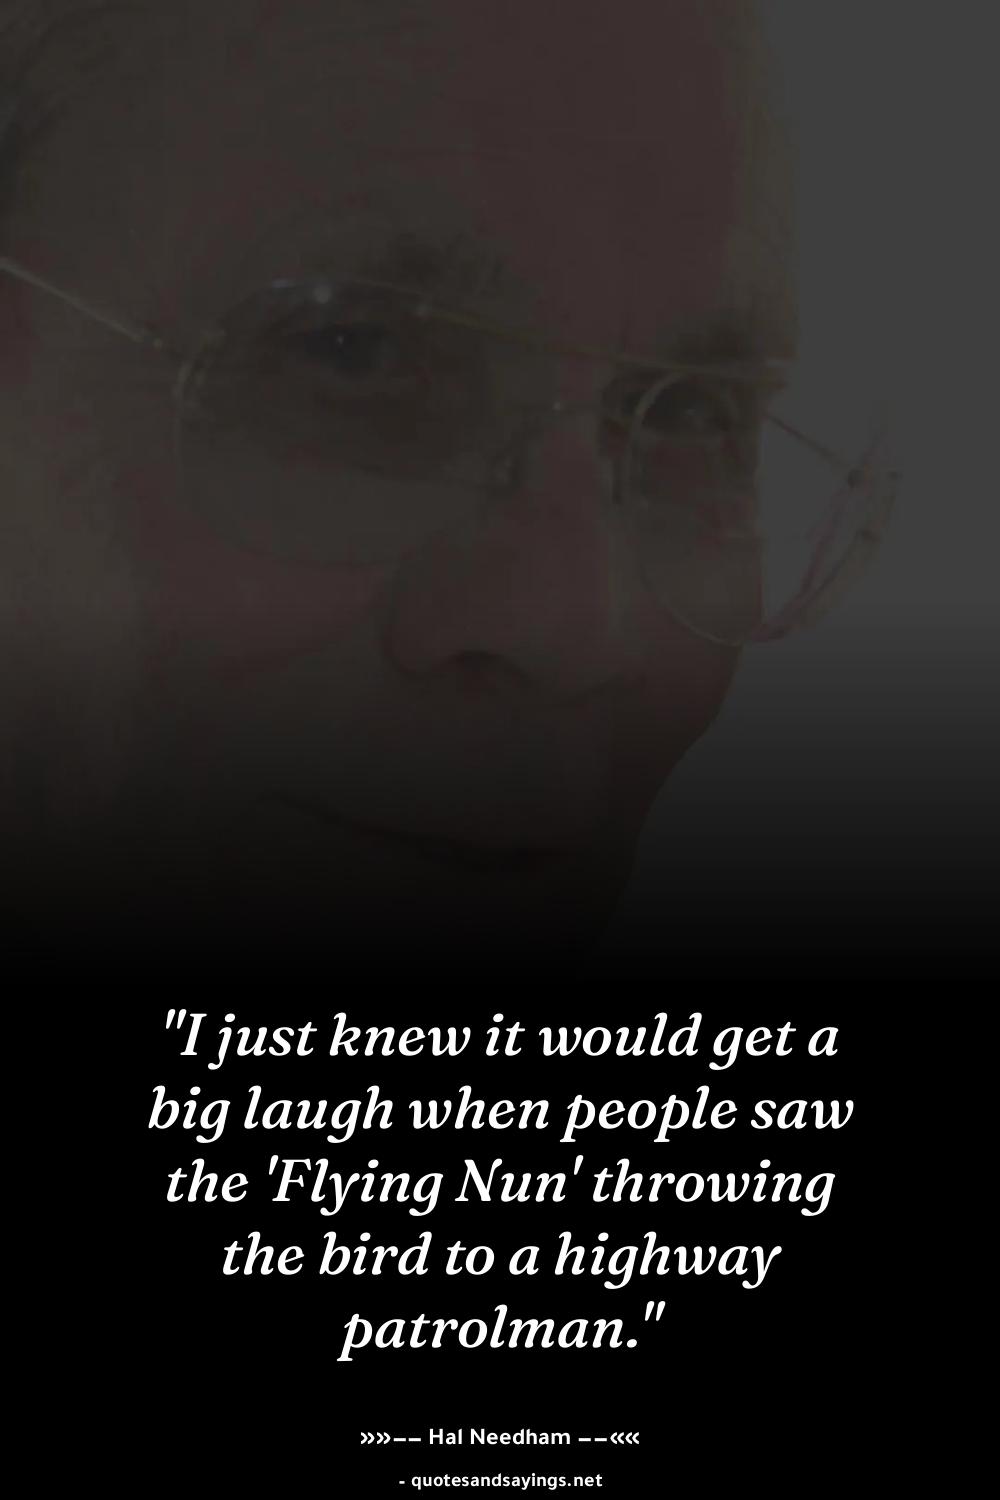 "I just knew it would get a
big laugh when people saw
the 'Flying Nun' throwing
the bird to a highway
patrolman."
»»−− Hal Needham −−««
- quotesandsayings.net